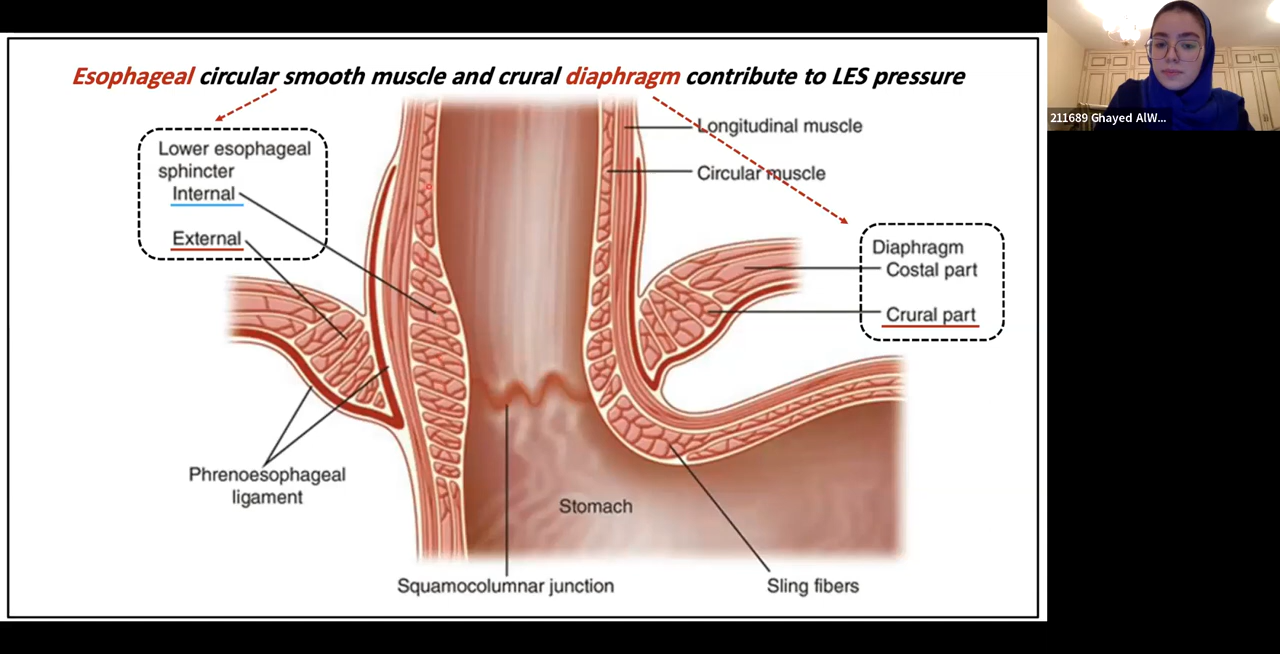 Esophageal circular smooth muscle and crural diaphragm contribute to LES pressure
211689 Ghayed AlW...
Longitudinal muscle
Lower esophageal
sphincter
Internal
External
Circular muscle
Diaphragm
Costal part
Crural part
Phrenoesophageal
ligament
Stomach
Squamocolumnar junction
Sling fibers